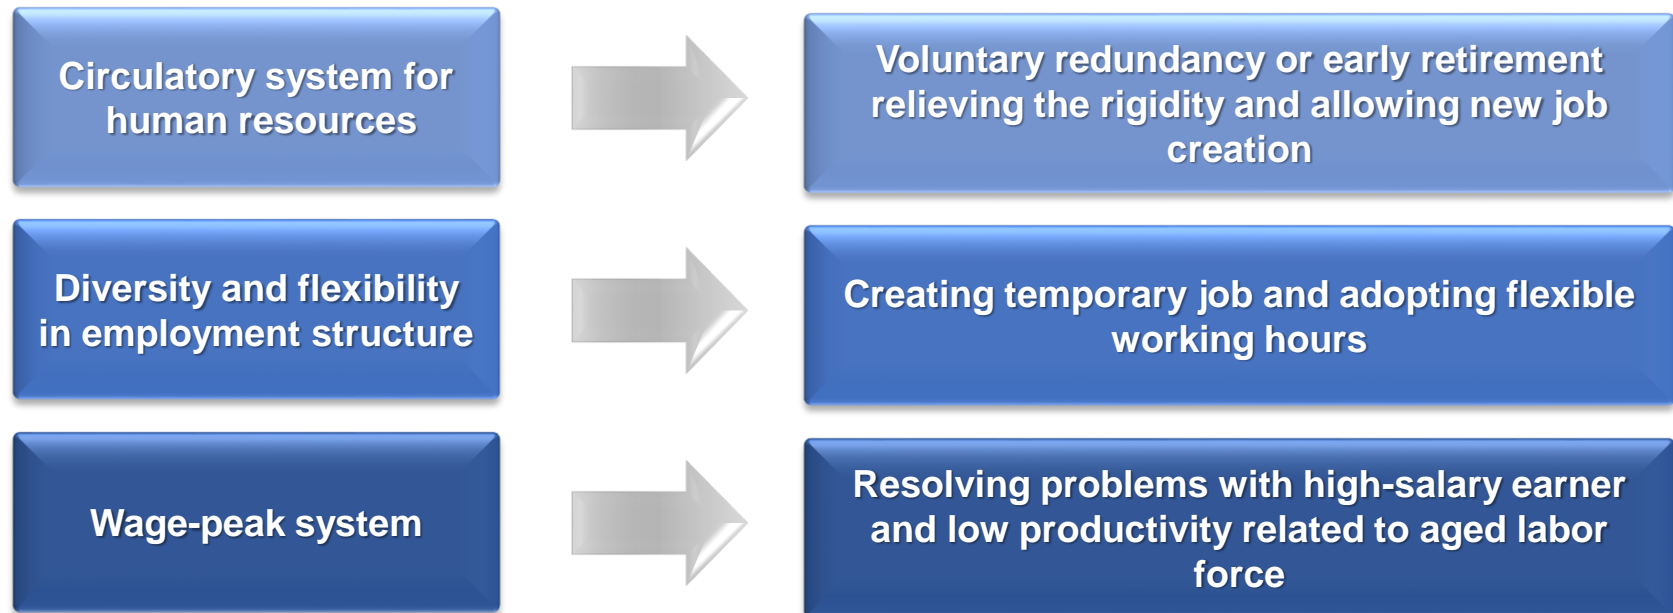 Circulatory system for
human resources
Voluntary redundancy or early retirement
relieving the rigidity and allowing new job
creation
Diversity and flexibility
in employment structure
Creating temporary job and adopting flexible
working hours
Wage-peak system
Resolving problems with high-salary earner
and low productivity related to aged labor
force